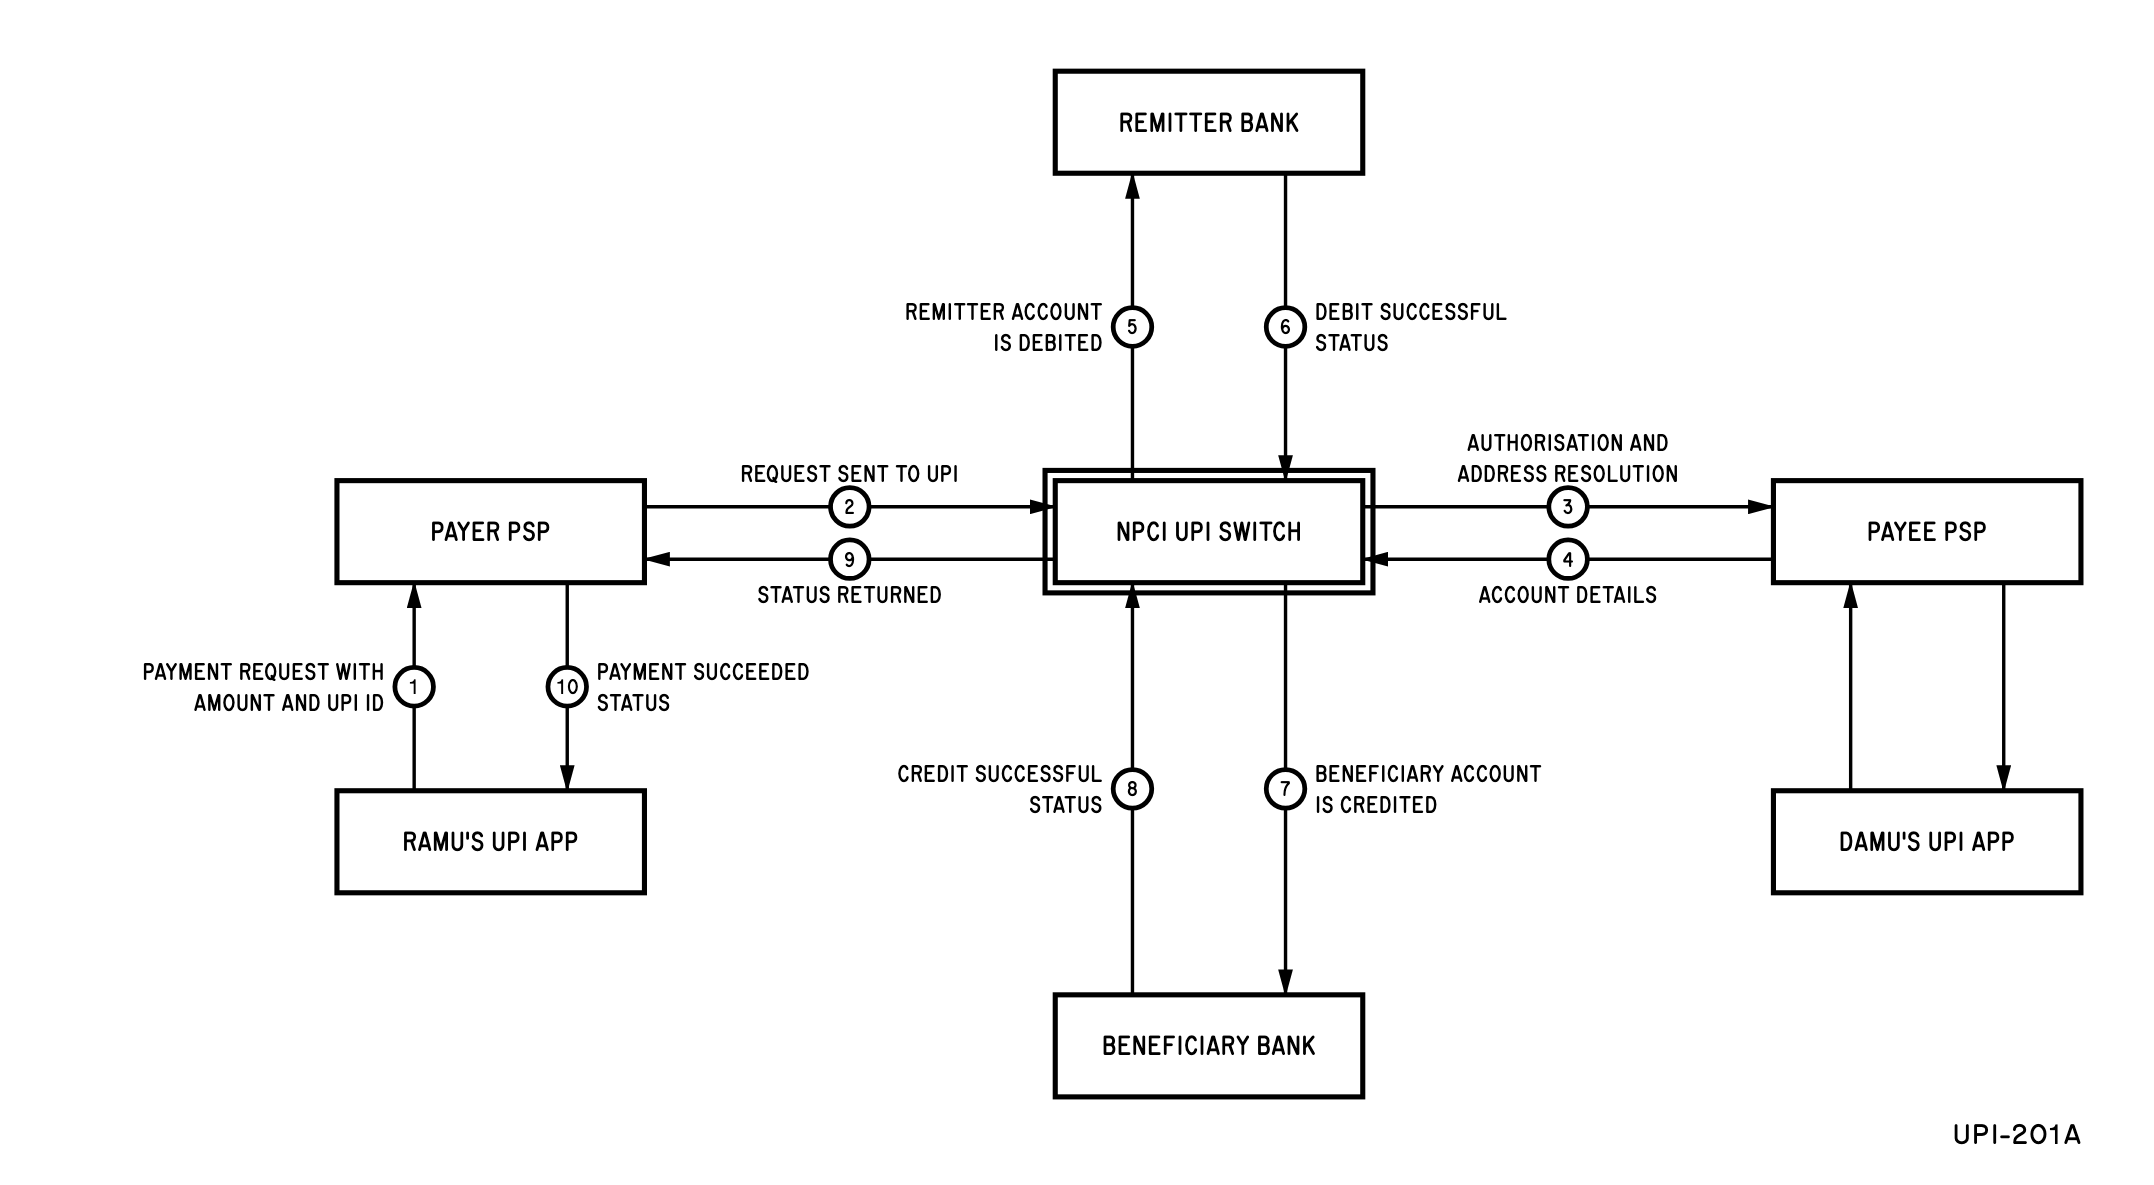 REMITTER BANK
REMITTER ACCOUNT
IS DEBITED
5
6
DEBIT SUCCESSFUL
STATUS
REQUEST SENT TO UPI
2
AUTHORISATION AND
ADDRESS RESOLUTION
3
PAYER PSP
NPCI UPI SWITCH
PAYEE PSP
9
STATUS RETURNED
4
ACCOUNT DETAILS
PAYMENT REQUEST WITH
AMOUNT AND UPI ID
1
10
PAYMENT SUCCEEDED
STATUS
CREDIT SUCCESSFUL
STATUS
8
7
BENEFICIARY ACCOUNT
IS CREDITED
RAMU'S UPI APP
DAMU'S UPI APP
BENEFICIARY BANK
UPI-201A